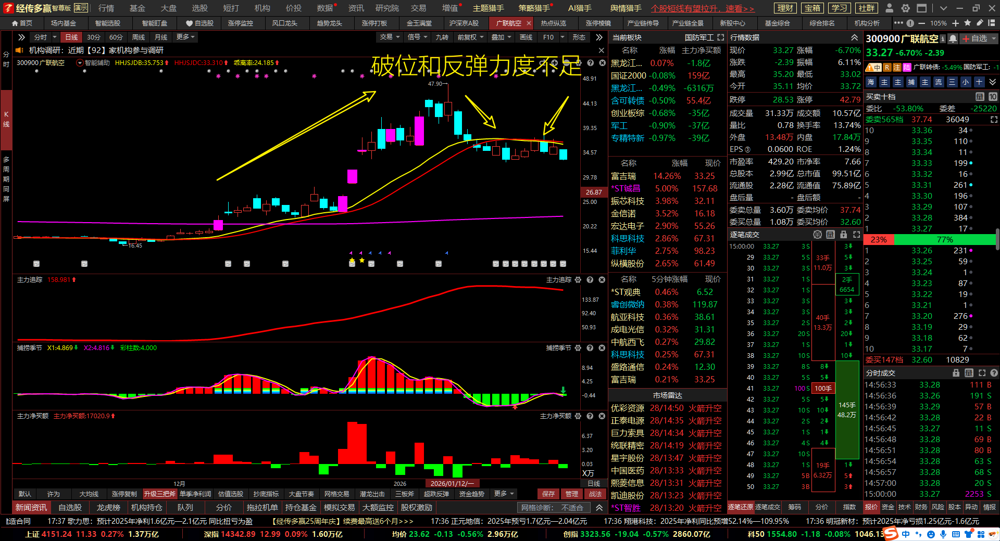 经传多赢 智尊版 演示 行情 基金 大盘 选股 短打 机构 价投 数据 资讯 研究院 交易 增值 主题猎手 策略猎手 AI猎手 舆情猎手 个股短线有望拉升，速看>> 理财 宝箱 学习 社群
首页 场内基金 智能选股 智能盯盘 自选股 涨停监控 风口龙头 趋势龙头 涨停打板 金玉满堂 沪深京A股 广联航空 热点纵览 涨停棱镜 产业链传导 产业链全景 新股中心 基金综合 综合排名 机构分析 105%
分时 日线 30分 60分 周线 月线 更多 交易 信号 九转 前复权 叠加 画线 F10 形态
机构调研：近期【92】家机构参与调研
300900 广联航空 智能辅助 HHJSJDB:35.753 HHJSJDC:33.310 乖离率:24.185
破位和反弹力度不足
分时
K线
多周期同屏
47.90
16.45
48.91
44.13
39.35
34.57
29.78
26.87
25.00
20.22
15.44
主力追踪 158.981 主力追踪
133.87
92.40
50.93
捕捞季节 X1:4.869 X2:4.816 彩柱数:4.000 捕捞季节
8.94
4.25
-0.44
主力净买额 主力净买额:17020.9 主力净买额
6.37
3.20
0.03
X万
12月 2026 2026/01/12/一 日线
默认 许为 大均线 涨停复制 升级三把斧 单季净利润 估值选股 抄底指标 大盘节奏 网格交易 潜龙出击 三板斧 超跌反弹 资金趋势 更多 保存 管理 战法
新闻资讯 自选股 龙虎榜 机构持仓 队列 分价 拖拉机单 持仓基金 模拟交易 大额监控 股权激励 网格诊断： 不适合
当前板块 国防军工
名称 涨幅 主力净买额
黑龙江... 0.07% -1.8亿
国证2000 -0.08% 159亿
黑龙江... -0.49% -6316万
含可转债 -0.50% 55.4亿
创业板综 -0.68% -35亿
军工 -0.90% -37亿
专精特新 -0.97% -39亿
名称 涨幅 现价
富吉瑞 14.26% 33.25
*ST铖昌 5.00% 157.68
振芯科技 3.98% 32.11
金信诺 3.52% 16.18
宏达电子 2.90% 55.26
科思科技 2.86% 67.31
菲利华 2.75% 98.23
纵横股份 2.65% 61.49
名称 5分钟涨幅 现价
*ST观典 0.46% 6.52
睿创微纳 0.38% 119.87
航亚科技 0.36% 38.61
成电光信 0.32% 31.31
中航西飞 0.27% 29.82
科思科技 0.25% 67.31
盛路通信 0.24% 12.30
富吉瑞 0.21% 33.25
市场雷达
优彩资源 28/14:50 火箭升空
正泰电源 28/14:35 火箭升空
巨力索具 28/14:34 火箭升空
统联精密 28/14:19 火箭升空
星宇股份 28/13:47 火箭升空
中国医药 28/13:33 火箭升空
熙菱信息 28/13:31 火箭升空
凯迪股份 28/13:23 火箭升空
*ST智胜 28/13:20 火箭升空
行情数据
现价 33.27 涨幅 -6.70%
涨跌 -2.39 振幅 6.11%
最高 35.20 最低 33.02
今开 35.11 均价 33.72
跌停 28.53 涨停 42.79
成交量 31.33万 成交额 10.57亿
量比 0.78 换手率 13.74%
外盘 13.48万 内盘 17.84万
EPS③ 0.0600 ROE 1.24%
市盈率 429.20 市净率 7.66
总股本 2.99亿 总市值 99.51亿
流通股 2.28亿 流通值 75.89亿
盘后量 - 盘后额 -
委卖总量 3.60万 委卖均价 37.74
委买总量 1.08万 委买均价 32.60
逐笔成交
15:00:00 33.27 3 S 3
29 33.27 5 S 33手 5
30 33.27 3 S 11.0万 3
31 33.27 1 S 2手
32 33.27 1 S 6654
33 33.27 3 S 3
34 33.27 3 S 40手 3
35 33.27 2 S 13.3万 2
36 33.27 20 S 20
37 33.27 1 S 1
38 33.27 10 S 10
39 33.27 8 S 8
40 33.27 5 S 5
41 33.27 100 S 100手
42 33.27 5 S 5 145手
43 33.27 10 S 10 48.2万
44 33.27 2 S 2
45 33.27 1 S 1
46 33.27 4 S 4
47 33.27 10 S
48 33.27 1 S 19手 1
49 33.27 5 B 6.32万 5
50 33.27 3 B 3
逐笔还原 逐笔成交 筹码 分价 指数
300900 广联航空 自选
33.27 -6.70% -2.39
中 R 注 陆 广联转债: -5.49% 国防军工: -1
海 主 主 捕 主 流 三 小 十
买卖十档 10
委比 -53.80% 委差 -25220
委卖565档 37.74 36049
10 33.36 34
9 33.35 110
8 33.34 11
7 33.33 199
6 33.32 16
5 33.31 261
4 33.30 196
3 33.29 107
2 33.28 384
1 33.27 17
23% 77%
1 33.26 231
2 33.25 59
3 33.24 1
4 33.23 87
5 33.22 19
6 33.21 1
7 33.20 276
8 33.19 29
9 33.18 62
10 33.17 7
委买147档 32.60 10829
分时成交
14:56:33 33.28 111 B
14:56:36 33.26 191 S
14:56:39 33.29 57 B
14:56:42 33.28 22 B
14:56:45 33.27 11 S
14:56:48 33.28 69 B
14:56:51 33.28 80 B
14:56:54 33.28 63 S
14:56:57 33.28 68 S
14:57:00 33.28 20 S
15:00:00 33.27 2253 S
报价 资金 技术 财务 风险 股本 异动 情报
建造合同 17:37 歌力思：预计2025年净利1.6亿元—2.1亿元 同比扭亏为盈 【经传多赢25周年庆】续费最高送6个月>>> 17:36 正元地信：2025年预亏1.7亿元—2.04亿元 17:36 翔港科技：2025年净利同比预增52.14%—109.95% 17:36 明冠新材：预计2025年净亏损1.25亿元-1.6亿元
上证 4151.24 11.33 0.27% 1.37万亿 深指 14342.89 12.99 0.09% 1.60万亿 均价 23.62 -0.13 -0.56% 2.96万亿 创指 3323.56 -19.04 -0.57% 2860.07亿 科50 1554.80 -1.18 -0.08% 1046.13 中